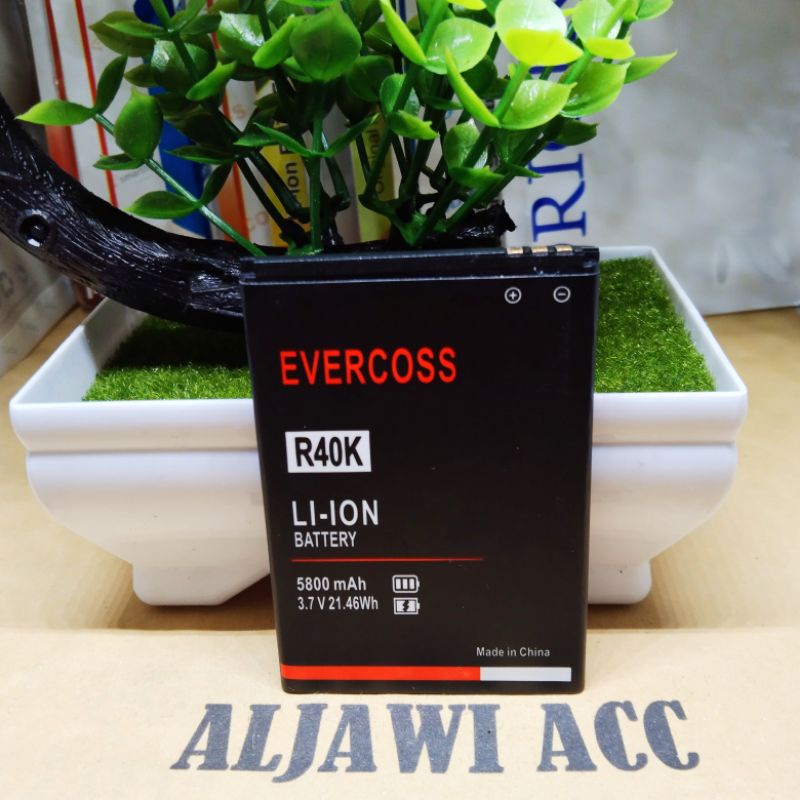 EVERCOSS
R40K
LI-ION
BATTERY
5800 mAh
3.7 V 21.46Wh
Made in China
ALJAWI ACC